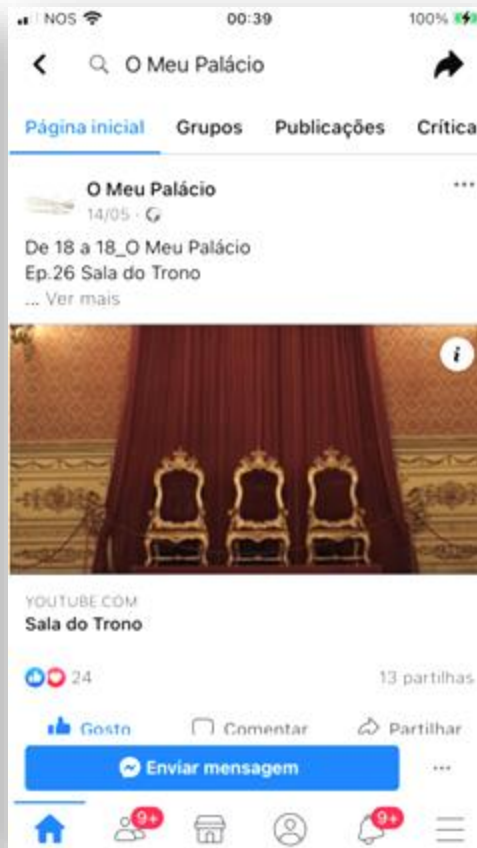 NOS 00:39 100%
O Meu Palácio
Página inicial Grupos Publicações Crítica
O Meu Palácio
14/05 ·
De 18 a 18_O Meu Palácio
Ep.26 Sala do Trono
... Ver mais
i
YOUTUBE.COM
Sala do Trono
24 13 partilhas
Gosto Comentar Partilhar
Enviar mensagem
9+ 9+